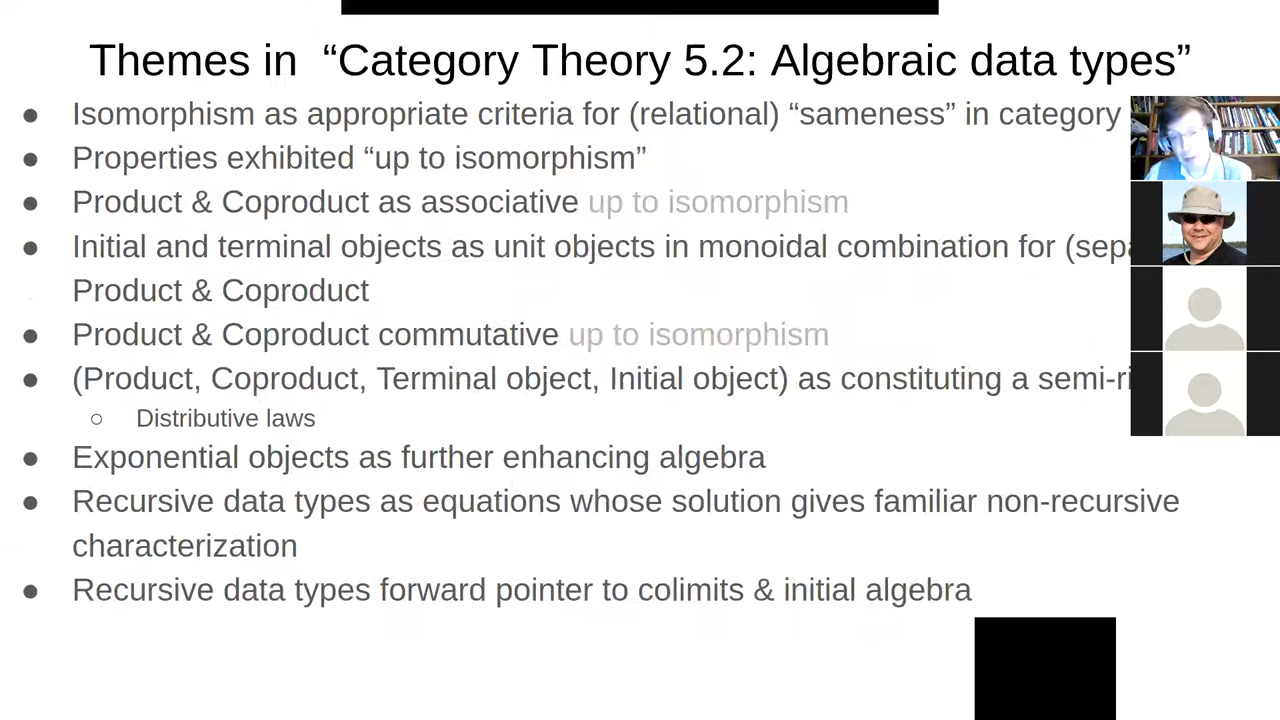 Themes in “Category Theory 5.2: Algebraic data types”
● Isomorphism as appropriate criteria for (relational) “sameness” in category
● Properties exhibited “up to isomorphism”
● Product & Coproduct as associative up to isomorphism
● Initial and terminal objects as unit objects in monoidal combination for
Product & Coproduct
● Product & Coproduct commutative up to isomorphism
● (Product, Coproduct, Terminal object, Initial object) as constituting a
○ Distributive laws
● Exponential objects as further enhancing algebra
● Recursive data types as equations whose solution gives familiar non-recursive
characterization
● Recursive data types forward pointer to colimits & initial algebra